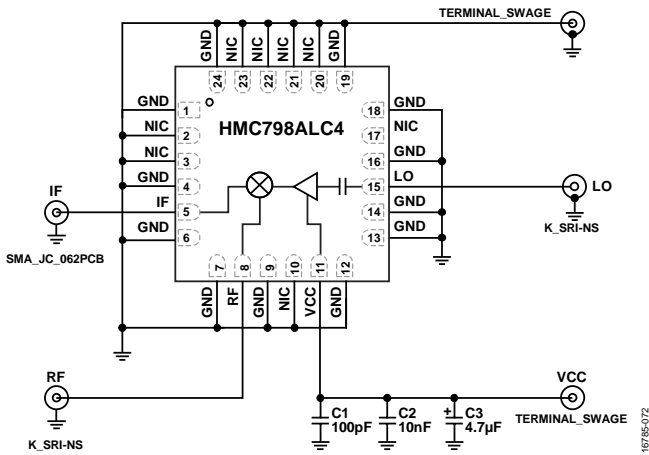 TERMINAL_SWAGE
GND
NIC
NIC
NIC
NIC
GND
24
23
22
21
20
19
HMC798ALC4
GND
1
NIC
2
NIC
3
GND
4
IF
IF
5
GND
6
SMA_JC_062PCB
18
GND
17
NIC
16
GND
LO
15
LO
14
GND
K_SRI-NS
13
GND
7
8
9
10
11
12
GND
RF
GND
NIC
VCC
GND
RF
K_SRI-NS
VCC
TERMINAL_SWAGE
C1
100pF
C2
10nF
+
C3
4.7µF
16785-072